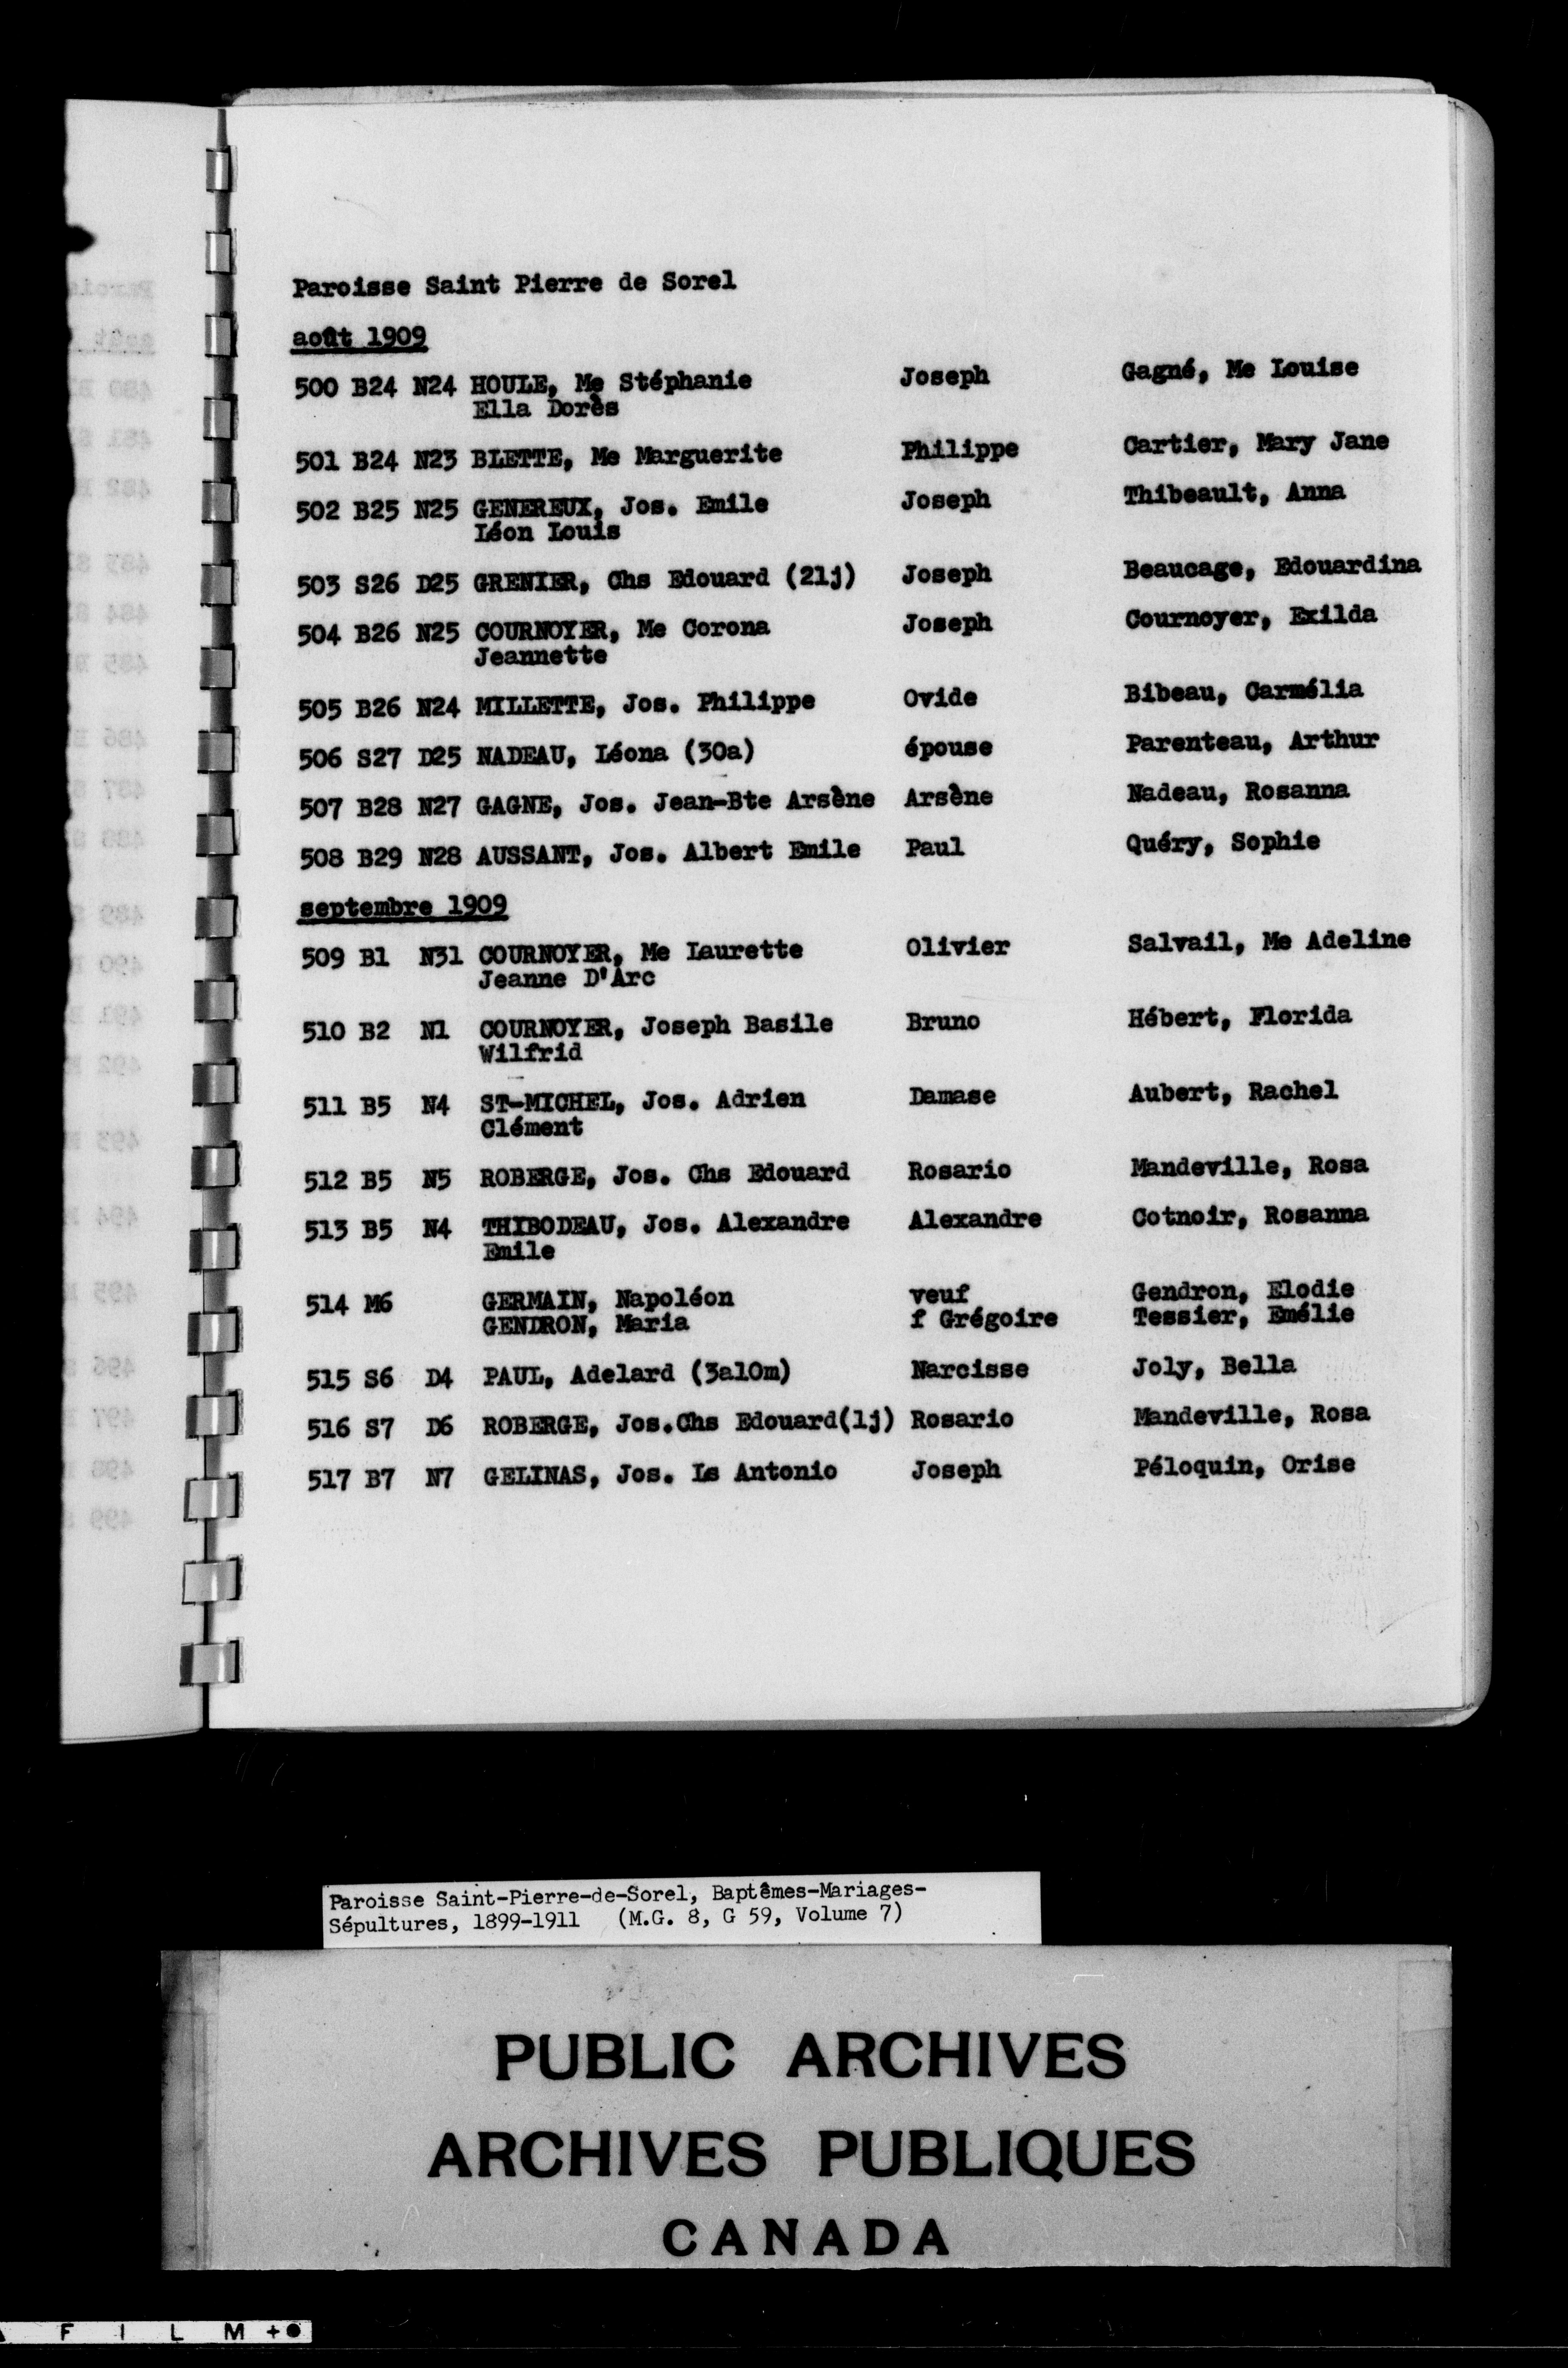 Paroisse Saint Pierre de Sorel
août 1909
500 B24 N24 HOULE, Me Stéphanie Joseph Gagné, Me Louise
Ella Dorès
501 B24 N23 BLETTE, Me Marguerite Philippe Cartier, Mary Jane
502 B25 N25 GENEREUX, Jos. Emile Joseph Thibeault, Anna
Léon Louis
503 S26 D25 GRENIER, Chs Edouard (21j) Joseph Beaucage, Edouardina
504 B26 N25 COURNOYER, Me Corona Joseph Cournoyer, Exilda
Jeannette
505 B26 N24 MILLETTE, Jos. Philippe Ovide Bibeau, Carmélia
506 S27 D25 NADEAU, Léona (30a) épouse Parenteau, Arthur
507 B28 N27 GAGNE, Jos. Jean-Bte Arsène Arsène Nadeau, Rosanna
508 B29 N28 AUSSANT, Jos. Albert Emile Paul Quéry, Sophie
septembre 1909
509 B1 N31 COURNOYER, Me Laurette Olivier Salvail, Me Adeline
Jeanne D'Arc
510 B2 N1 COURNOYER, Joseph Basile Bruno Hébert, Florida
Wilfrid
511 B5 N4 ST-MICHEL, Jos. Adrien Damase Aubert, Rachel
Clément
512 B5 N5 ROBERGE, Jos. Chs Edouard Rosario Mandeville, Rosa
513 B5 N4 THIBODEAU, Jos. Alexandre Alexandre Cotnoir, Rosanna
Emile
514 M6 GERMAIN, Napoléon veuf Gendron, Elodie
GENDRON, Maria f Grégoire Tessier, Emélie
515 S6 D4 PAUL, Adelard (3a10m) Narcisse Joly, Bella
516 S7 D6 ROBERGE, Jos.Chs Edouard(1j) Rosario Mandeville, Rosa
517 B7 N7 GELINAS, Jos. Ls Antonio Joseph Péloquin, Orise
Paroisse Saint-Pierre-de-Sorel, Baptêmes-Mariages-
Sépultures, 1899-1911 (M.G. 8, G 59, Volume 7)
PUBLIC ARCHIVES
ARCHIVES PUBLIQUES
CANADA
FILM